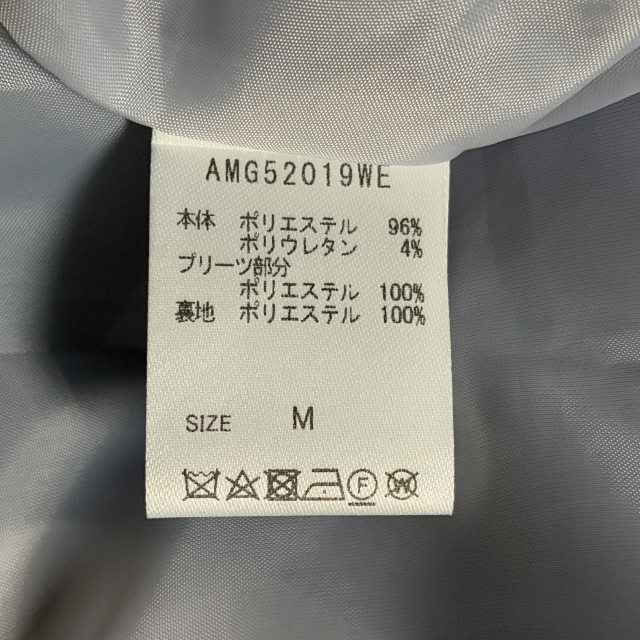 AMG52019WE
本体 ポリエステル 96%
ポリウレタン 4%
プリーツ部分
ポリエステル 100%
裏地 ポリエステル 100%
SIZE M
F W